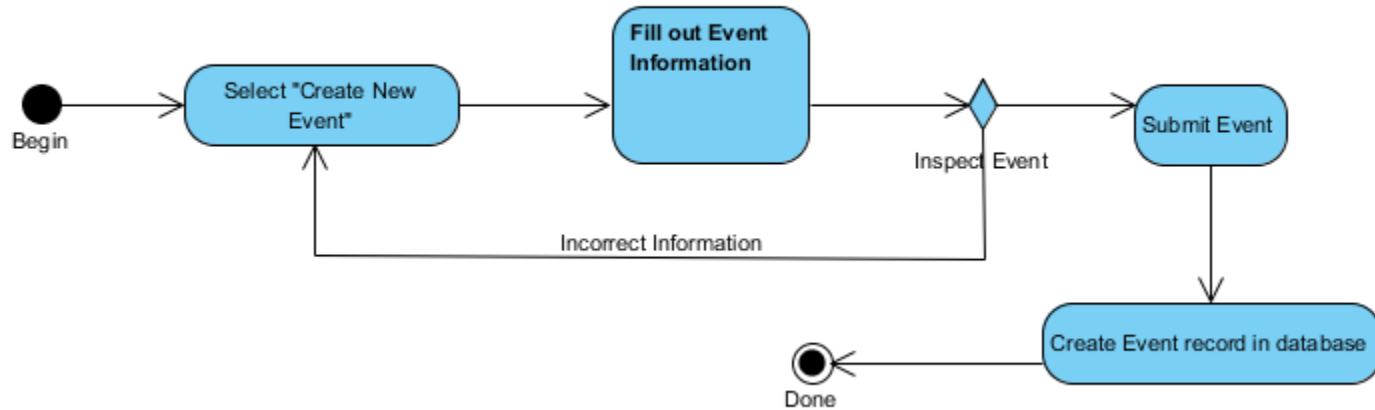 Fill out Event
Information
Select "Create New
Event"
Begin
Submit Event
Inspect Event
Incorrect Information
Create Event record in database
Done